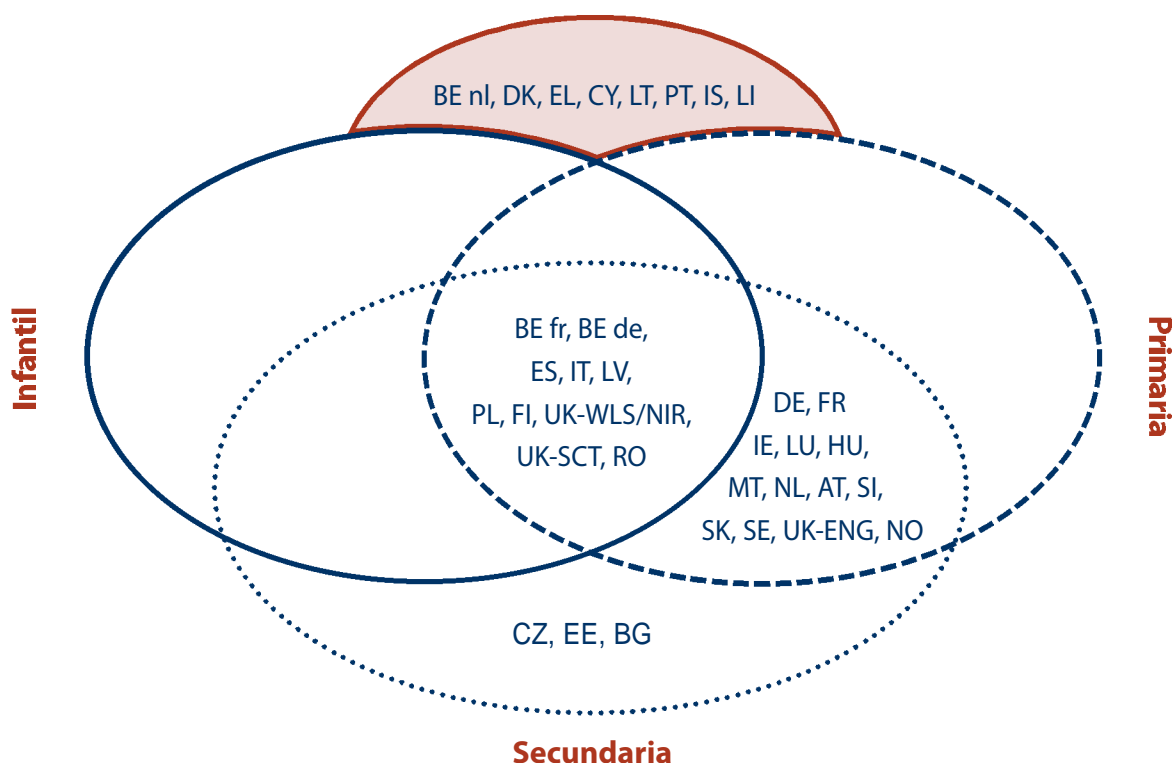 BE nl, DK, EL, CY, LT, PT, IS, LI
Infantil
Primaria
BE fr, BE de,
ES, IT, LV,
PL, FI, UK-WLS/NIR,
UK-SCT, RO
DE, FR
IE, LU, HU,
MT, NL, AT, SI,
SK, SE, UK-ENG, NO
CZ, EE, BG
Secundaria